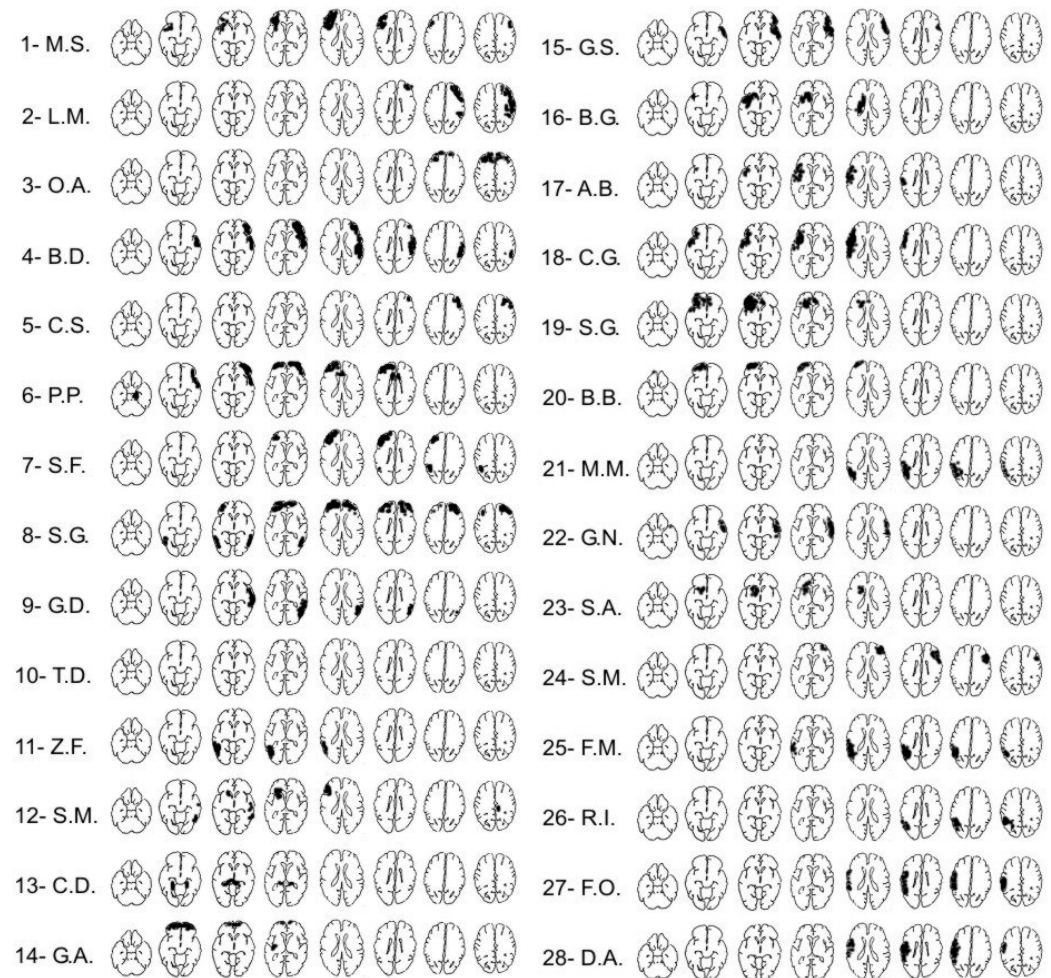 1- M.S.
2- L.M.
3- O.A.
4- B.D.
5- C.S.
6- P.P.
7- S.F.
8- S.G.
9- G.D.
10- T.D.
11- Z.F.
12- S.M.
13- C.D.
14- G.A.
15- G.S.
16- B.G.
17- A.B.
18- C.G.
19- S.G.
20- B.B.
21- M.M.
22- G.N.
23- S.A.
24- S.M.
25- F.M.
26- R.I.
27- F.O.
28- D.A.